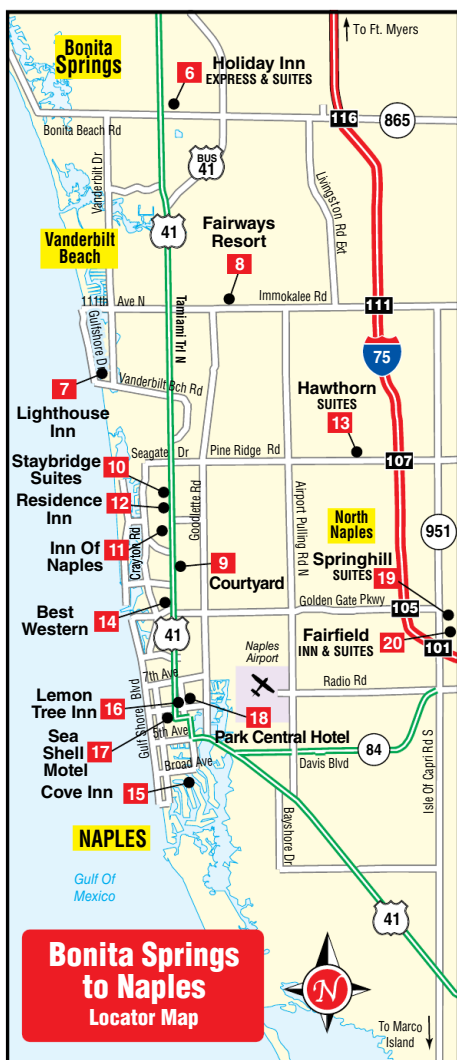 To Ft. Myers
Bonita
Springs
6
Holiday Inn
EXPRESS & SUITES
116
865
Bonita Beach Rd
BUS
41
Vanderbilt Dr
Livingston Rd Ext
41
Vanderbilt
Beach
Fairways
Resort
8
111th Ave N
Immokalee Rd
111
Tamiami Trl N
Gulfshore D
75
7
Vanderbilt Bch Rd
Lighthouse
Inn
Hawthorn
SUITES
13
Seagate Dr
Pine Ridge Rd
107
Staybridge
Suites
10
Residence
Inn
12
Inn Of
Naples
11
Crayton Rd
Goodlette Rd
Airport Pulling Rd N
North
Naples
951
9
Courtyard
Springhill
SUITES
19
Best
Western
14
Golden Gate Pkwy
105
41
Fairfield
INN & SUITES
20
101
Naples
Airport
7th Ave
Radio Rd
Gulf Shore Blvd
Lemon
Tree Inn
16
18
Park Central Hotel
Sea
Shell
Motel
17
5th Ave
84
Davis Blvd
Broad Ave
Cove Inn
15
Isle Of Capri Rd S
Bayshore Dr
NAPLES
Gulf Of
Mexico
41
Bonita Springs
to Naples
Locator Map
N
To Marco
Island